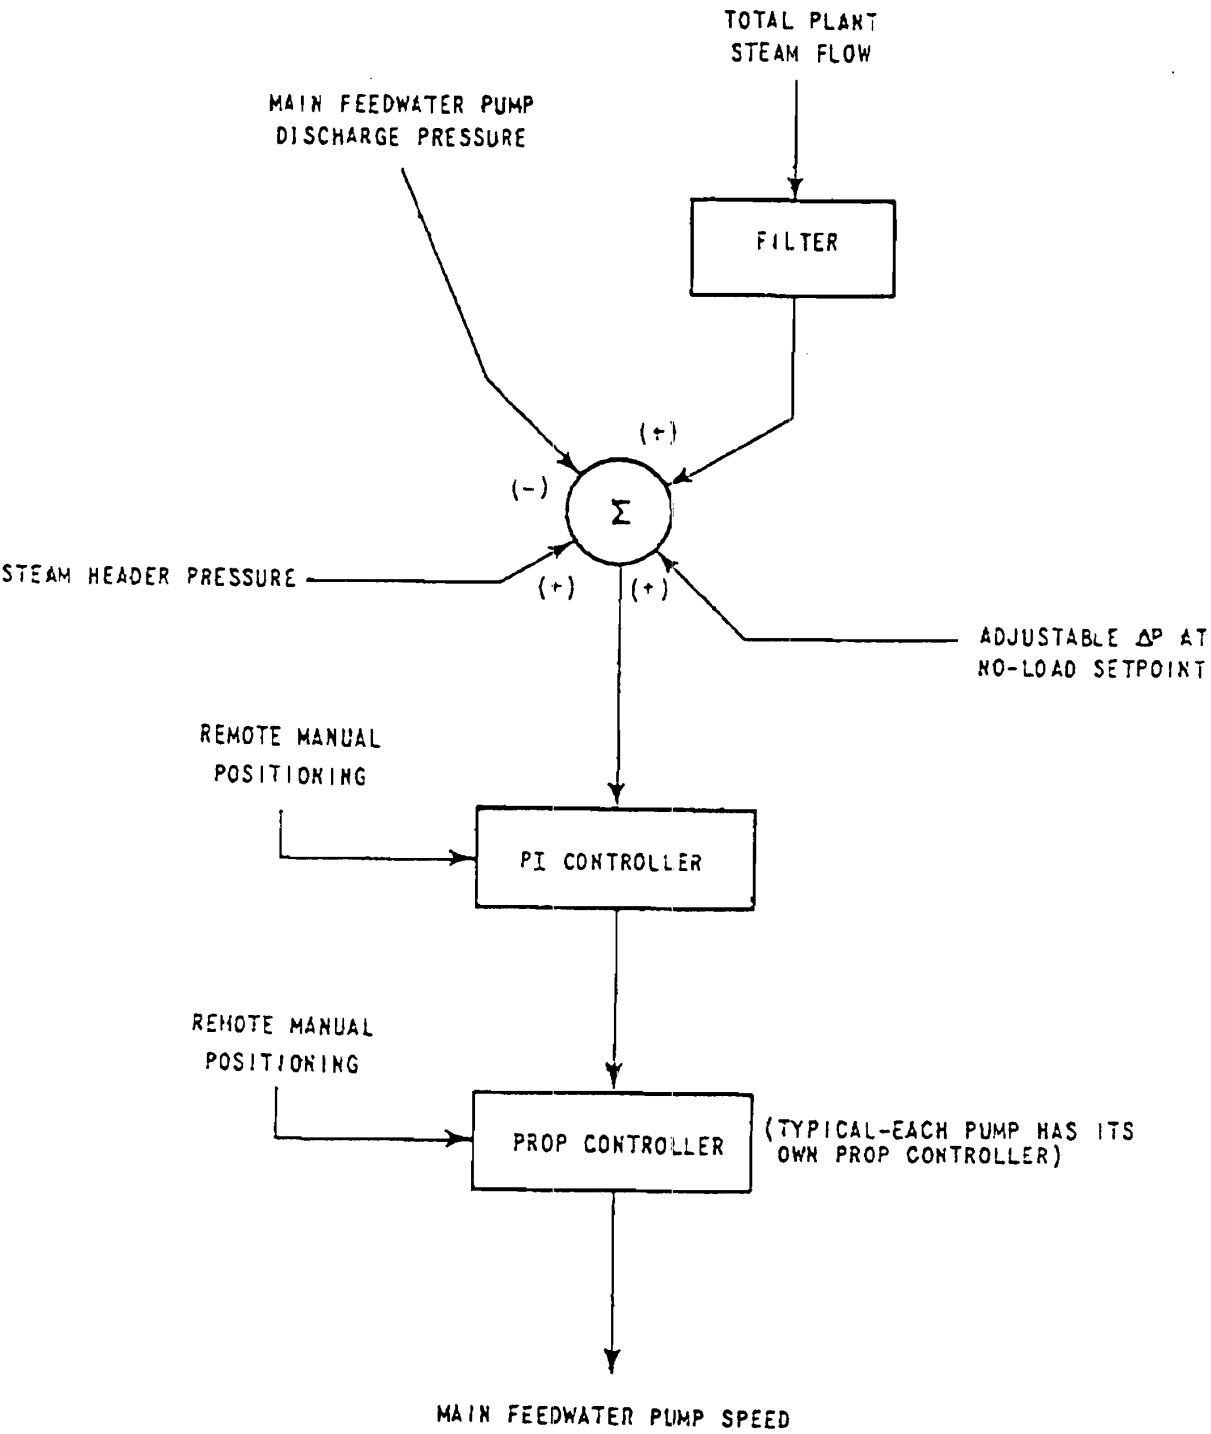 TOTAL PLANT
STEAM FLOW
MAIN FEEDWATER PUMP
DISCHARGE PRESSURE
FILTER
(+)
(-)
Σ
STEAM HEADER PRESSURE
(+)
(+)
ADJUSTABLE ΔP AT
NO-LOAD SETPOINT
REMOTE MANUAL
POSITIONING
PI CONTROLLER
REMOTE MANUAL
POSITIONING
PROP CONTROLLER
(TYPICAL-EACH PUMP HAS ITS
OWN PROP CONTROLLER)
MAIN FEEDWATER PUMP SPEED